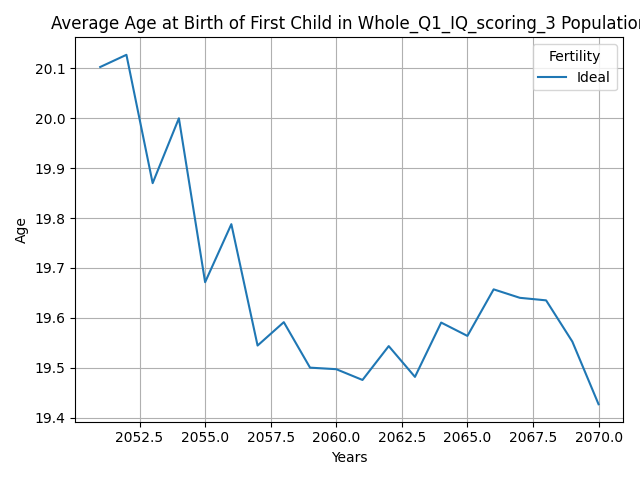 Average Age at Birth of First Child in Whole_Q1_IQ_scoring_3 Population
Fertility
Ideal
20.1
20.0
19.9
19.8
19.7
19.6
19.5
19.4
Age
2052.5 2055.0 2057.5 2060.0 2062.5 2065.0 2067.5 2070.0
Years